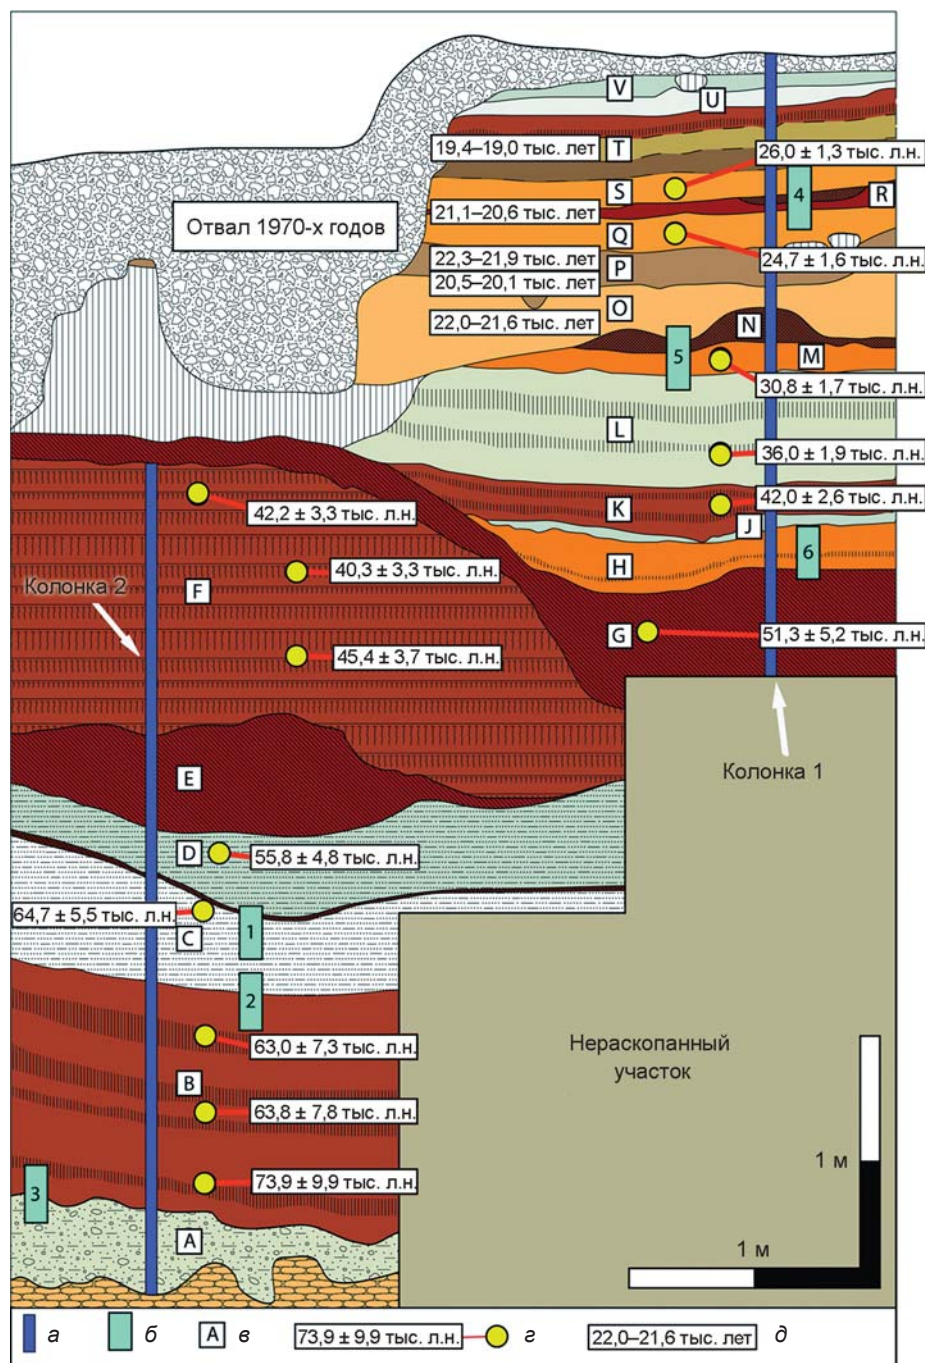 V
U
19,4–19,0 тыс. лет
T
26,0 ± 1,3 тыс. л.н.
S
4
R
21,1–20,6 тыс. лет
Отвал 1970-х годов
Q
22,3–21,9 тыс. лет
24,7 ± 1,6 тыс. л.н.
P
20,5–20,1 тыс. лет
O
22,0–21,6 тыс. лет
N
5
M
30,8 ± 1,7 тыс. л.н.
L
36,0 ± 1,9 тыс. л.н.
42,0 ± 2,6 тыс. л.н.
42,2 ± 3,3 тыс. л.н.
K
J
6
40,3 ± 3,3 тыс. л.н.
H
Колонка 2
F
G
51,3 ± 5,2 тыс. л.н.
45,4 ± 3,7 тыс. л.н.
Колонка 1
E
D
55,8 ± 4,8 тыс. л.н.
64,7 ± 5,5 тыс. л.н.
1
C
2
63,0 ± 7,3 тыс. л.н.
Нераскопанный
участок
B
63,8 ± 7,8 тыс. л.н.
1 м
73,9 ± 9,9 тыс. л.н.
3
A
1 м
а
б
A
в
73,9 ± 9,9 тыс. л.н.
г
22,0–21,6 тыс. лет
д